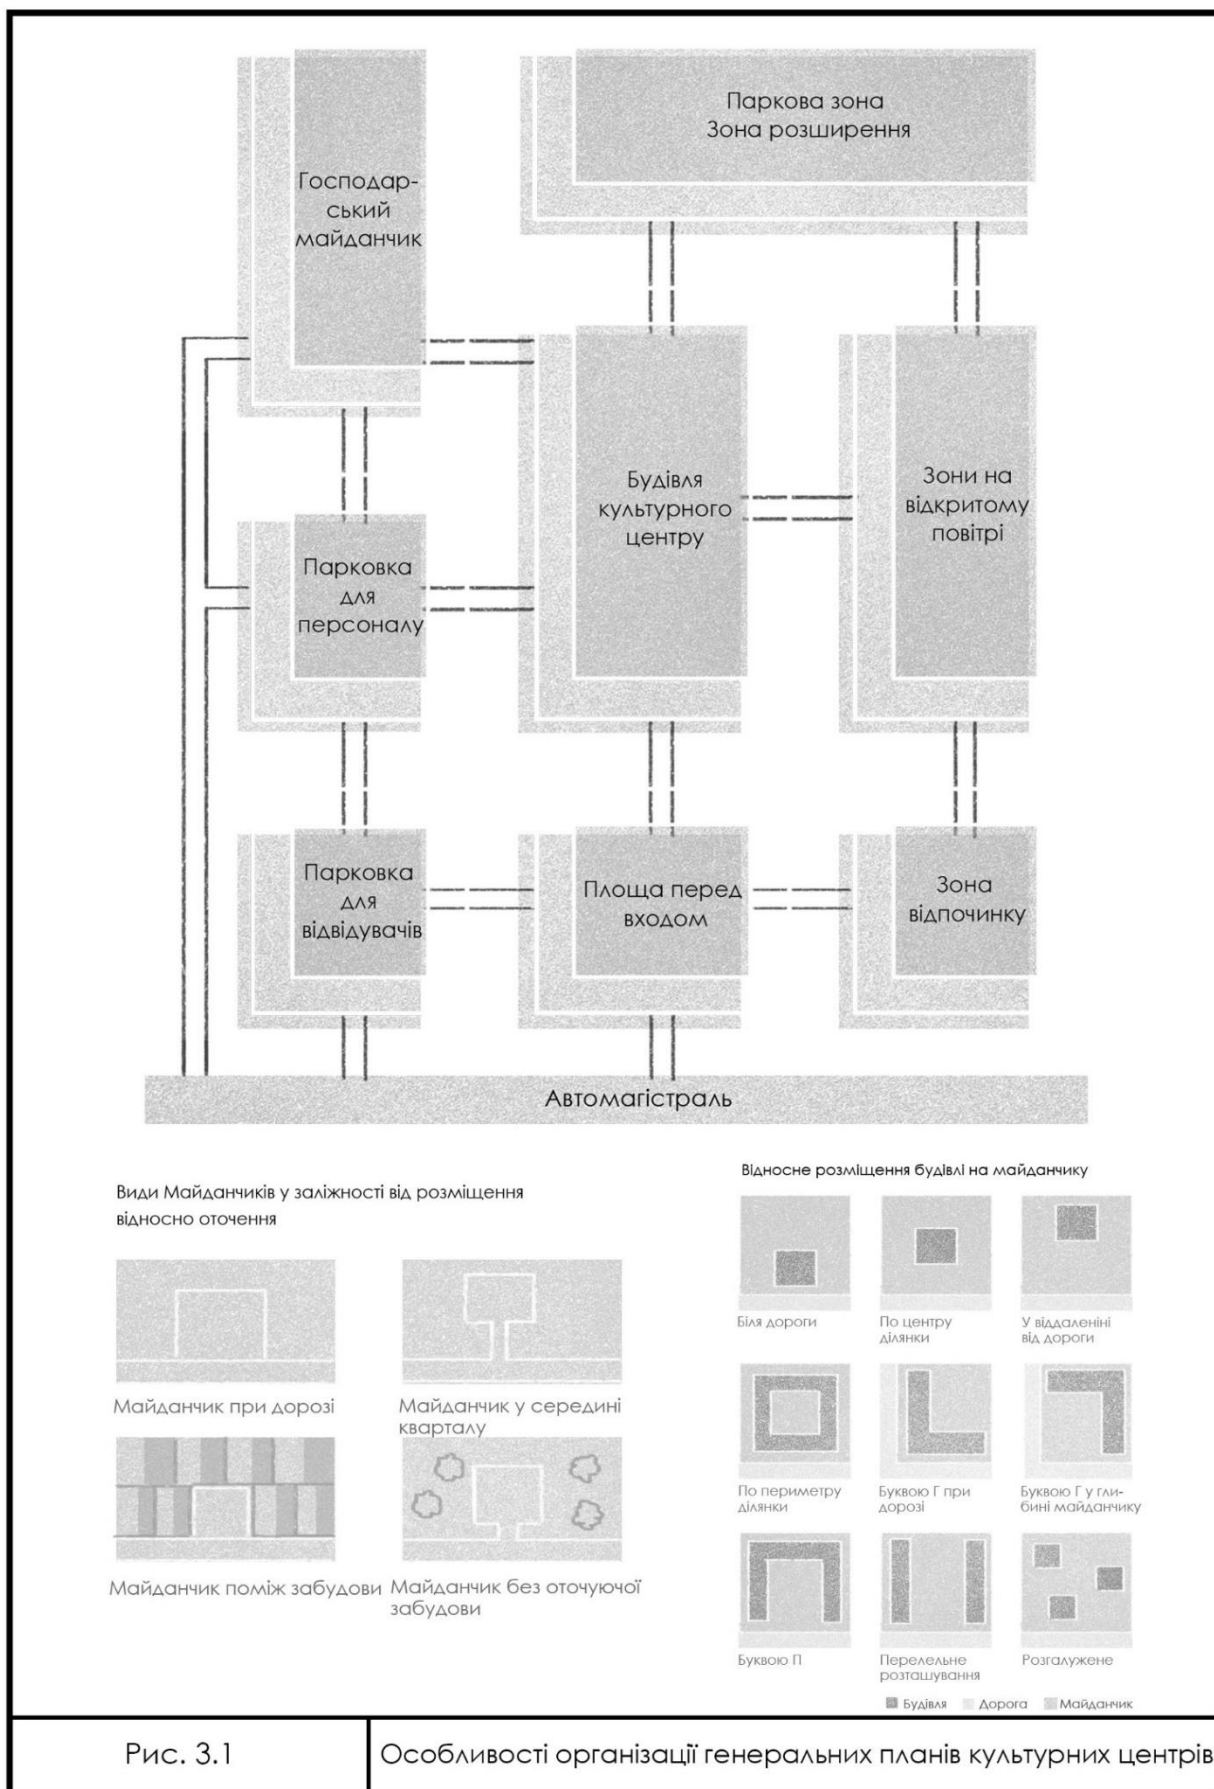 Паркова зона
Зона розширення
Господар-
ський
майданчик
Будівля
культурного
центру
Зони на
відкритому
повітрі
Парковка
для
персоналу
Парковка
для
відвідувачів
Площа перед
входом
Зона
відпочинку
Автомагістраль
Види Майданчиків у заліжності від розміщення
відносно оточення
Майданчик при дорозі
Майданчик у середині
кварталу
Майданчик поміж забудови
Майданчик без оточуючої
забудови
Відносне розміщення будівлі на майданчику
Біля дороги
По центру
ділянки
У віддаленіні
від дороги
По периметру
ділянки
Буквою Г при
дорозі
Буквою Г у гли-
бині майданчику
Буквою П
Перелельне
розташування
Розгалужене
Будівля Дорога Майданчик
Рис. 3.1
Особливості організації генеральних планів культурних центрів